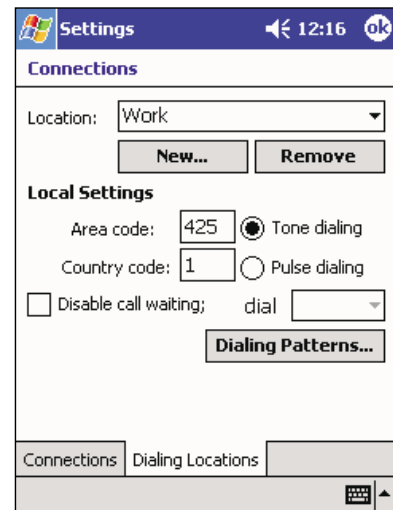 Settings 12:16 ok
Connections
Location: Work
New... Remove
Local Settings
Area code: 425 Tone dialing
Country code: 1 Pulse dialing
Disable call waiting; dial
Dialing Patterns...
Connections Dialing Locations